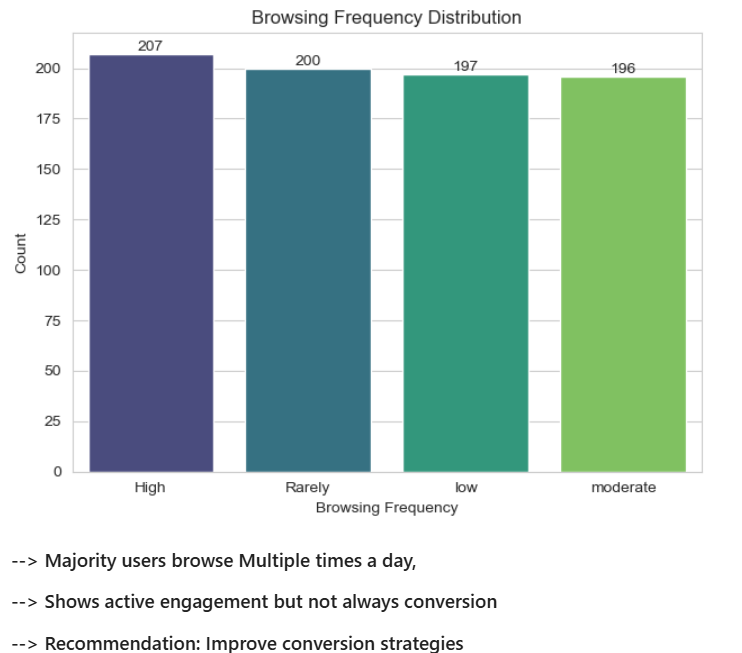 Browsing Frequency Distribution
207
200
197
196
200
175
150
125
100
75
50
25
0
Count
High
Rarely
low
moderate
Browsing Frequency
--> Majority users browse Multiple times a day,
--> Shows active engagement but not always conversion
--> Recommendation: Improve conversion strategies